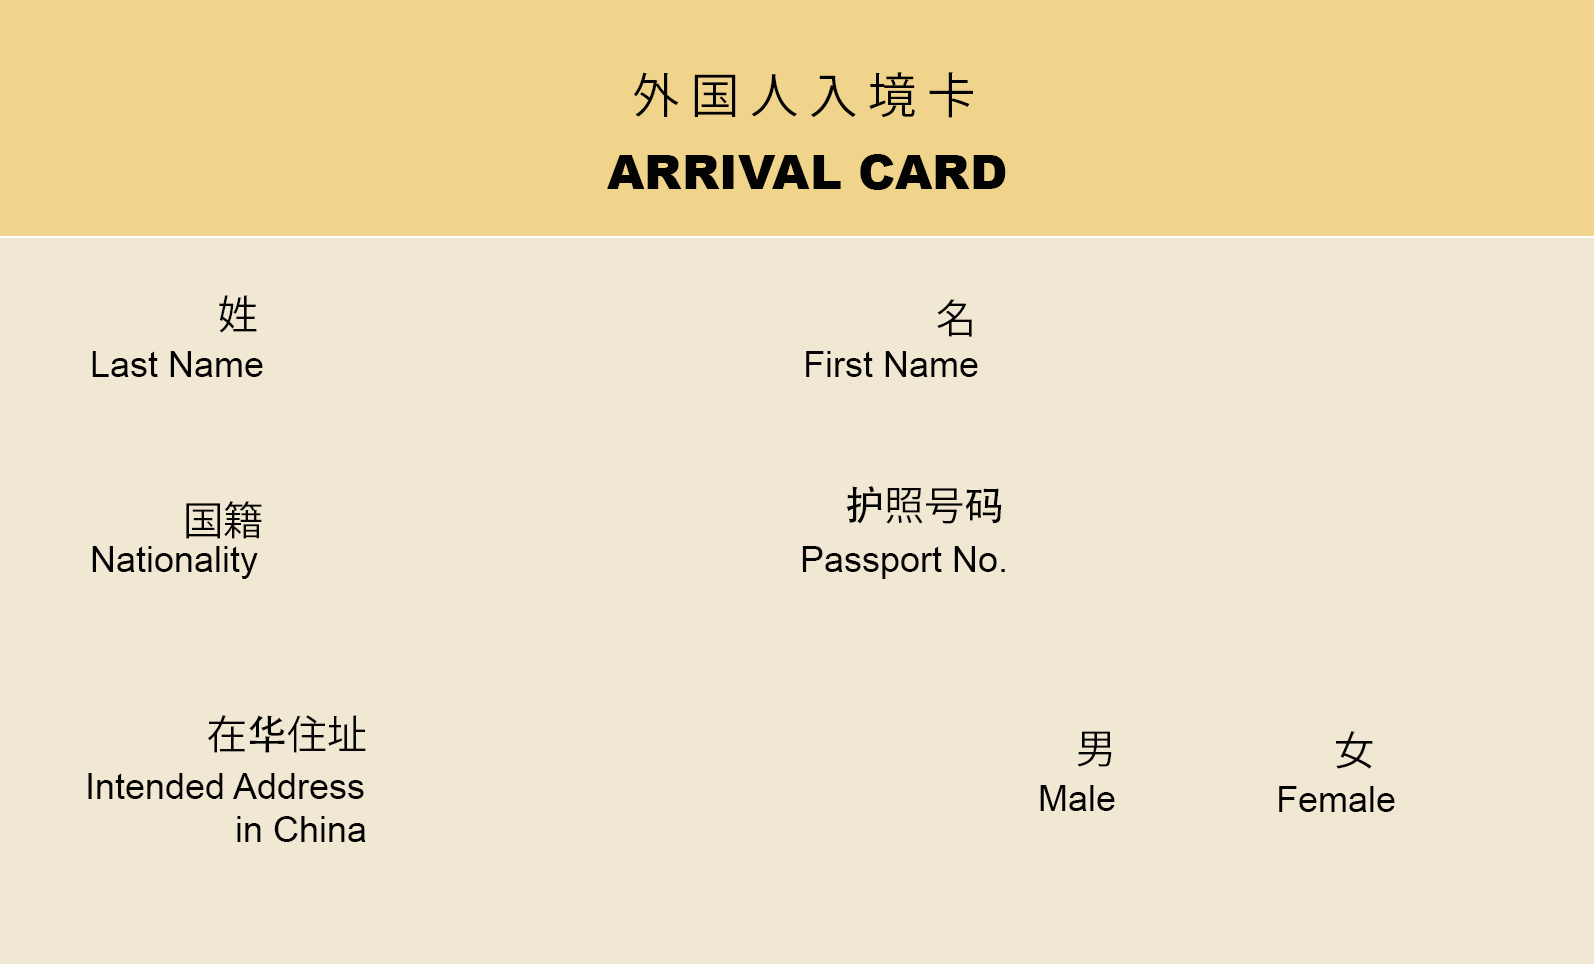 外国人入境卡
ARRIVAL CARD
姓
Last Name
名
First Name
国籍
Nationality
护照号码
Passport No.
在华住址
Intended Address
in China
男
Male
女
Female